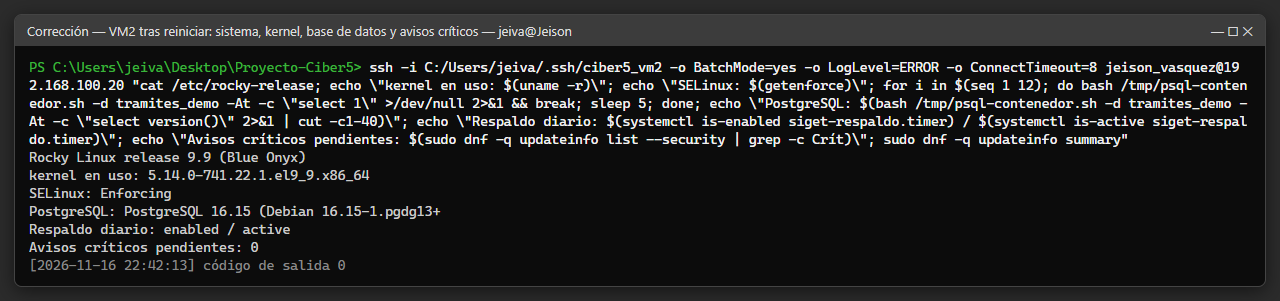 Corrección — VM2 tras reiniciar: sistema, kernel, base de datos y avisos críticos — jeiva@Jeison
PS C:\Users\jeiva\Desktop\Proyecto-Ciber5> ssh -i C:/Users/jeiva/.ssh/ciber5_vm2 -o BatchMode=yes -o LogLevel=ERROR -o ConnectTimeout=8 jeison_vasquez@19
2.168.100.20 "cat /etc/rocky-release; echo \"kernel en uso: $(uname -r)\"; echo \"SELinux: $(getenforce)\"; for i in $(seq 1 12); do bash /tmp/psql-conten
edor.sh -d tramites_demo -At -c \"select 1\" >/dev/null 2>&1 && break; sleep 5; done; echo \"PostgreSQL: $(bash /tmp/psql-contenedor.sh -d tramites_demo -
At -c \"select version()\" 2>&1 | cut -c1-40)\"; echo \"Respaldo diario: $(systemctl is-enabled siget-respaldo.timer) / $(systemctl is-active siget-respal
do.timer)\"; echo \"Avisos críticos pendientes: $(sudo dnf -q updateinfo list --security | grep -c Crit)\"; sudo dnf -q updateinfo summary"
Rocky Linux release 9.9 (Blue Onyx)
kernel en uso: 5.14.0-741.22.1.el9_9.x86_64
SELinux: Enforcing
PostgreSQL: PostgreSQL 16.15 (Debian 16.15-1.pgdg13+
Respaldo diario: enabled / active
Avisos críticos pendientes: 0
[2026-11-16 22:42:13] código de salida 0